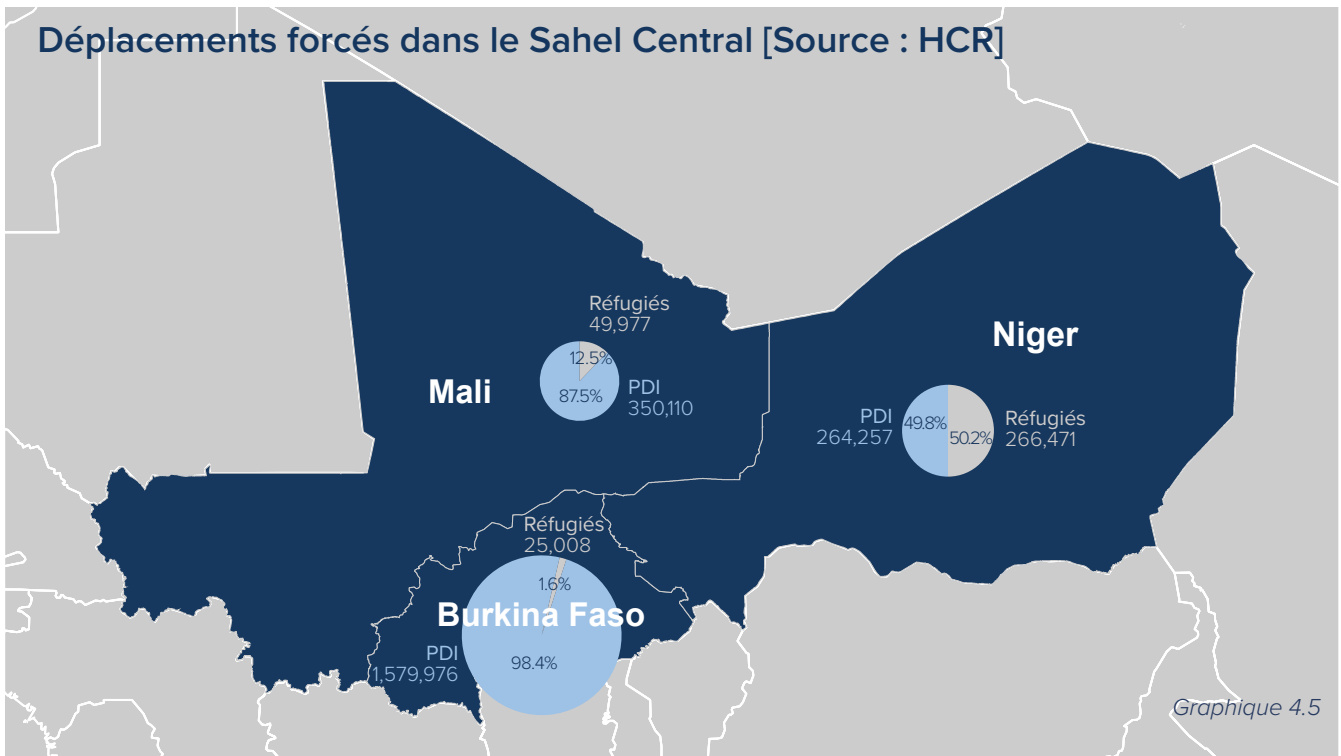 Déplacements forcés dans le Sahel Central [Source : HCR]
Réfugiés
49,977
12.5%
Mali
87.5%
PDI
350,110
Niger
PDI
264,257
49.8%
50.2%
Réfugiés
266,471
Réfugiés
25,008
1.6%
Burkina Faso
PDI
1,579,976
98.4%
Graphique 4.5